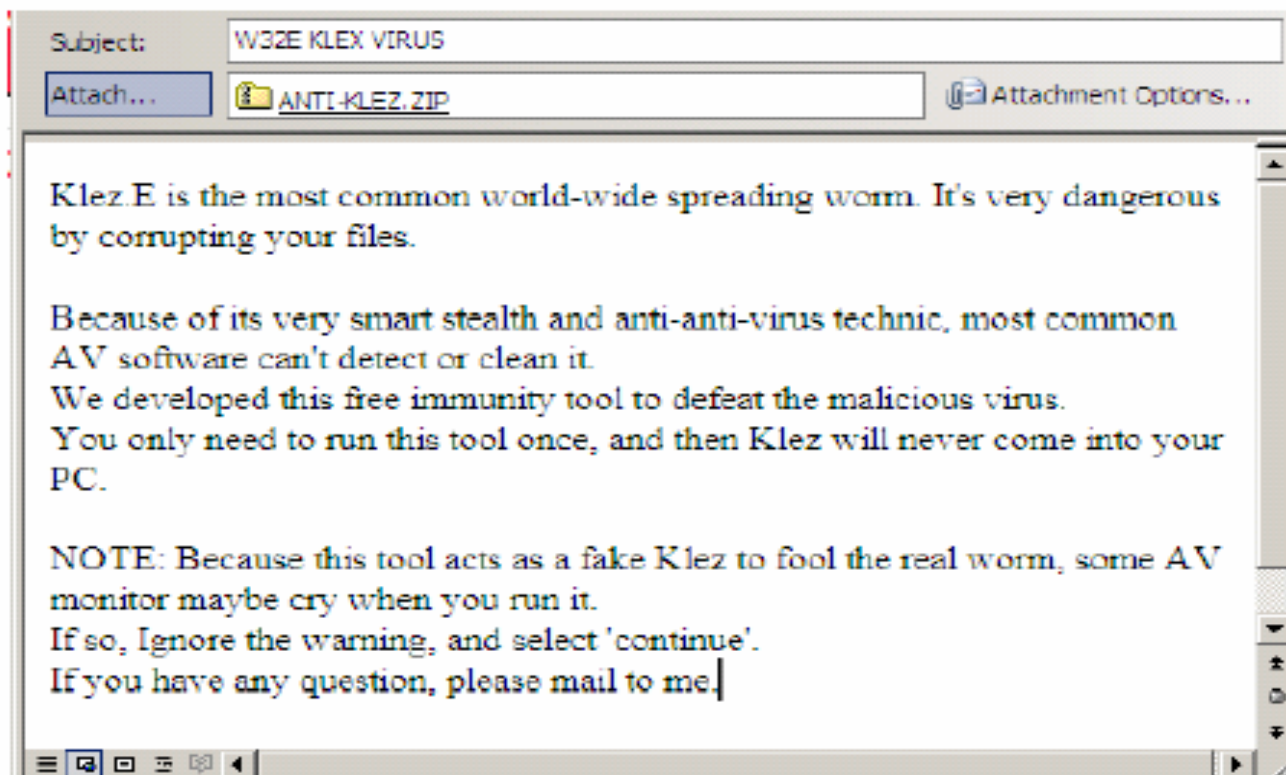 Subject: W32E KLEX VIRUS
Attach... ANTI-KLEZ.ZIP Attachment Options...
Klez.E is the most common world-wide spreading worm. It's very dangerous
by corrupting your files.
Because of its very smart stealth and anti-anti-virus technic, most common
AV software can't detect or clean it.
We developed this free immunity tool to defeat the malicious virus.
You only need to run this tool once, and then Klez will never come into your
PC.
NOTE: Because this tool acts as a fake Klez to fool the real worm, some AV
monitor maybe cry when you run it.
If so, Ignore the warning, and select 'continue'.
If you have any question, please mail to me.